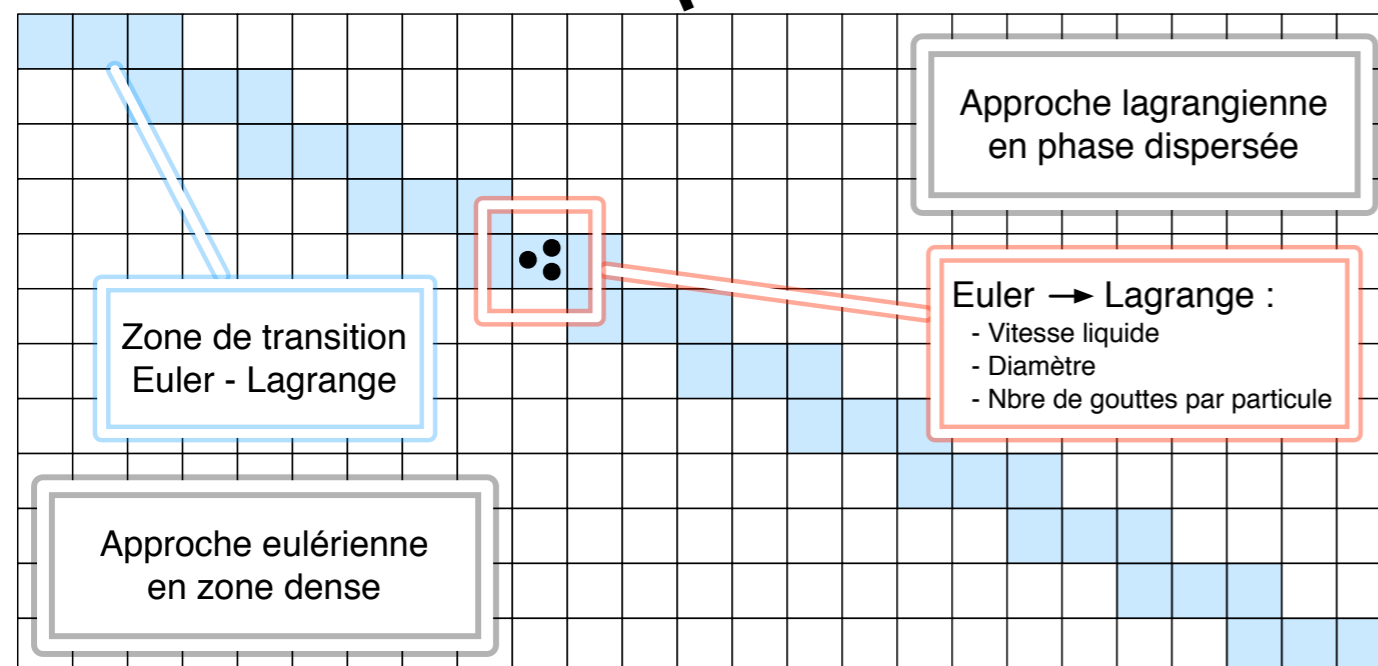 Approche lagrangienne
en phase dispersée
Zone de transition
Euler - Lagrange
Euler → Lagrange :
- Vitesse liquide
- Diamètre
- Nbre de gouttes par particule
Approche eulérienne
en zone dense